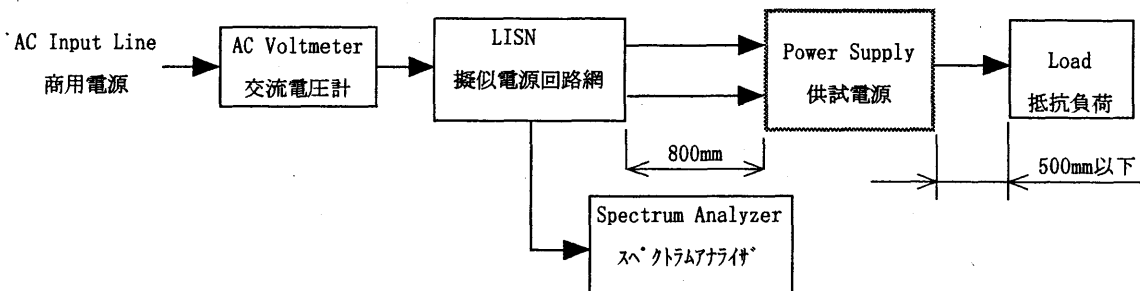 AC Input Line
商用電源
AC Voltmeter
交流電圧計
LISN
擬似電源回路網
Power Supply
供試電源
Load
抵抗負荷
800mm
500mm以下
Spectrum Analyzer
スペクトラムアナライザ